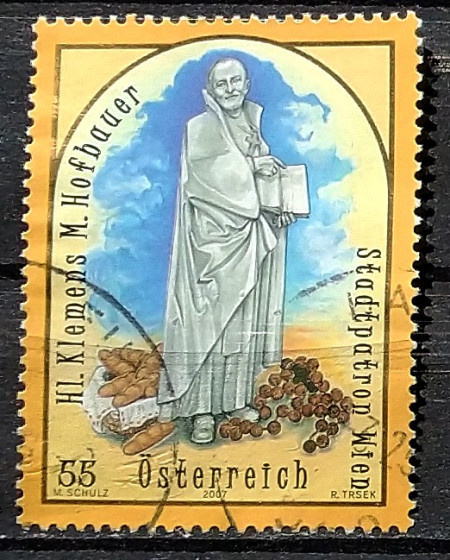 Hl. Klemens M. Hofbauer
Stadtpatron Wien
55 Österreich
M. SCHULZ 2007 R. TRSEK